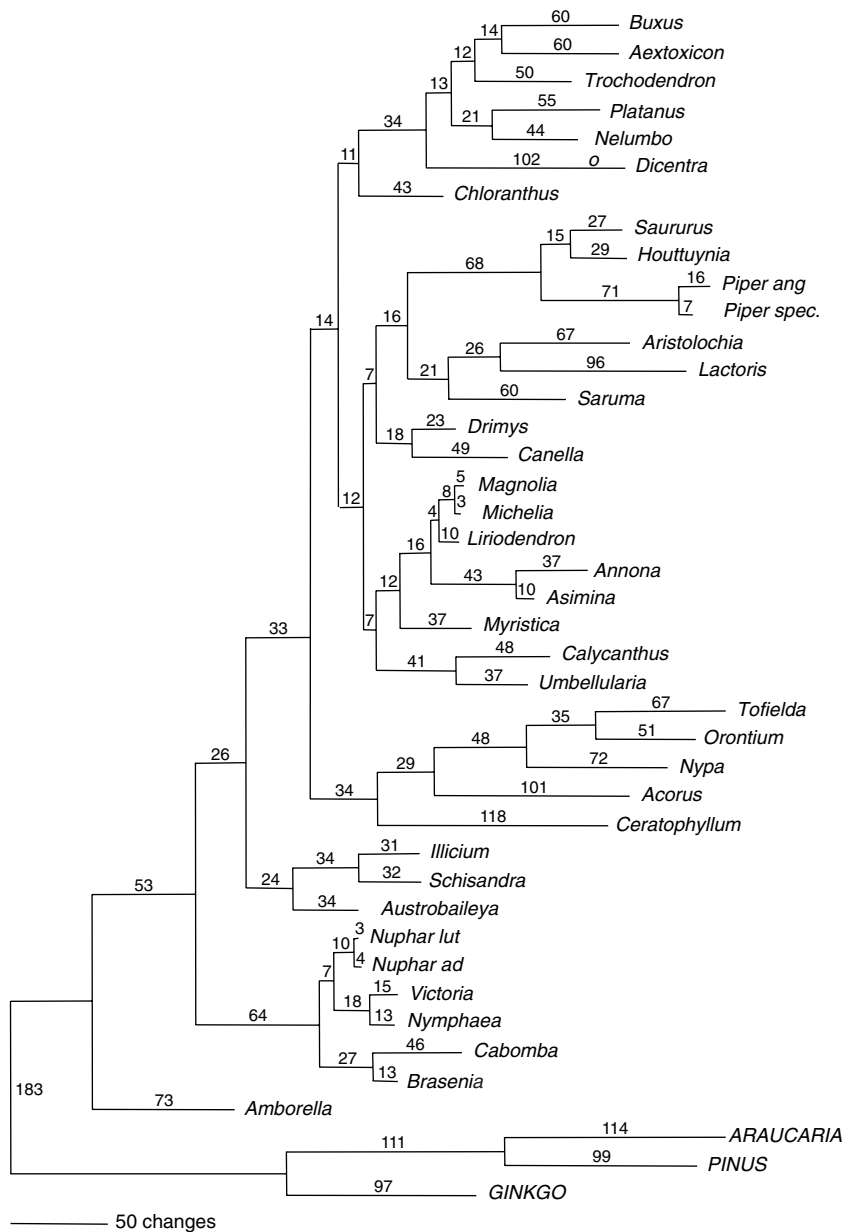 60 Buxus
14
60 Aextoxicon
12
50 Trochodendron
13
55 Platanus
21
44 Nelumbo
34
102 o Dicentra
11
43 Chloranthus
27 Saururus
15
29 Houttuynia
68
16 Piper ang
71
7 Piper spec.
14
16
67 Aristolochia
26
96 Lactoris
7
21
60 Saruma
23 Drimys
18
49 Canella
12
5 Magnolia
8
3 Michelia
4
10 Liriodendron
16
37 Annona
43
10 Asimina
12
37 Myristica
7
48 Calycanthus
41
37 Umbellularia
33
67 Tofielda
35
51 Orontium
48
72 Nypa
29
101 Acorus
34
118 Ceratophyllum
26
31 Illicium
34
32 Schisandra
24
34 Austrobaileya
53
3 Nuphar lut
10
4 Nuphar ad
7
15 Victoria
18
13 Nymphaea
64
46 Cabomba
27
13 Brasenia
183
73 Amborella
114 ARAUCARIA
111
99 PINUS
97 GINKGO
50 changes